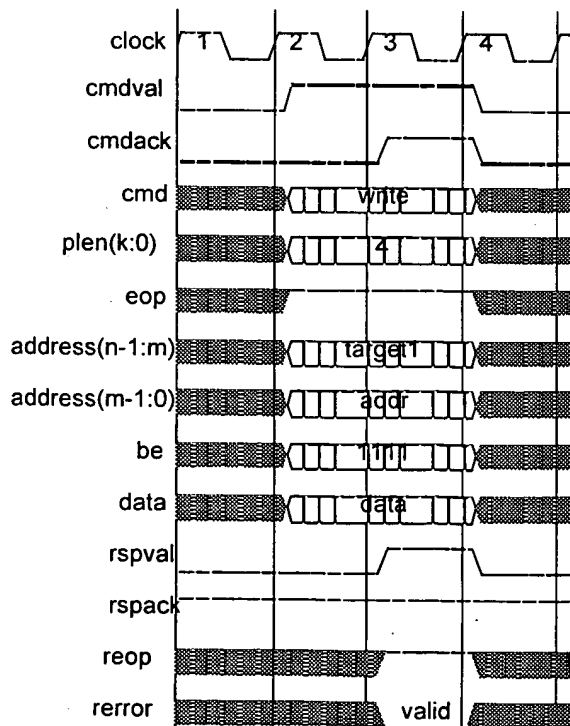 clock 1 2 3 4
cmdval
cmdack
cmd write
plen(k:0) 4
eop
address(n-1:m) target1
address(m-1:0) addr
be 1111
data data
rspval
rspack
reop
rerror valid